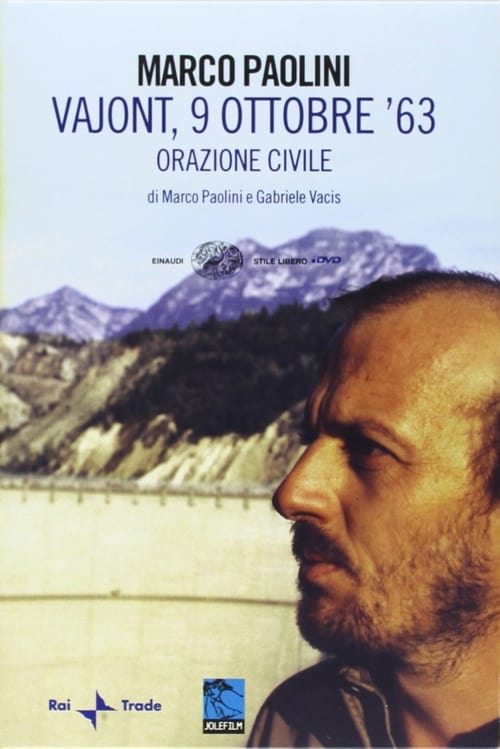 MARCO PAOLINI
VAJONT, 9 OTTOBRE '63
ORAZIONE CIVILE
di Marco Paolini e Gabriele Vacis
EINAUDI STILE LIBERO DVD
Rai Trade
JOLEFILM